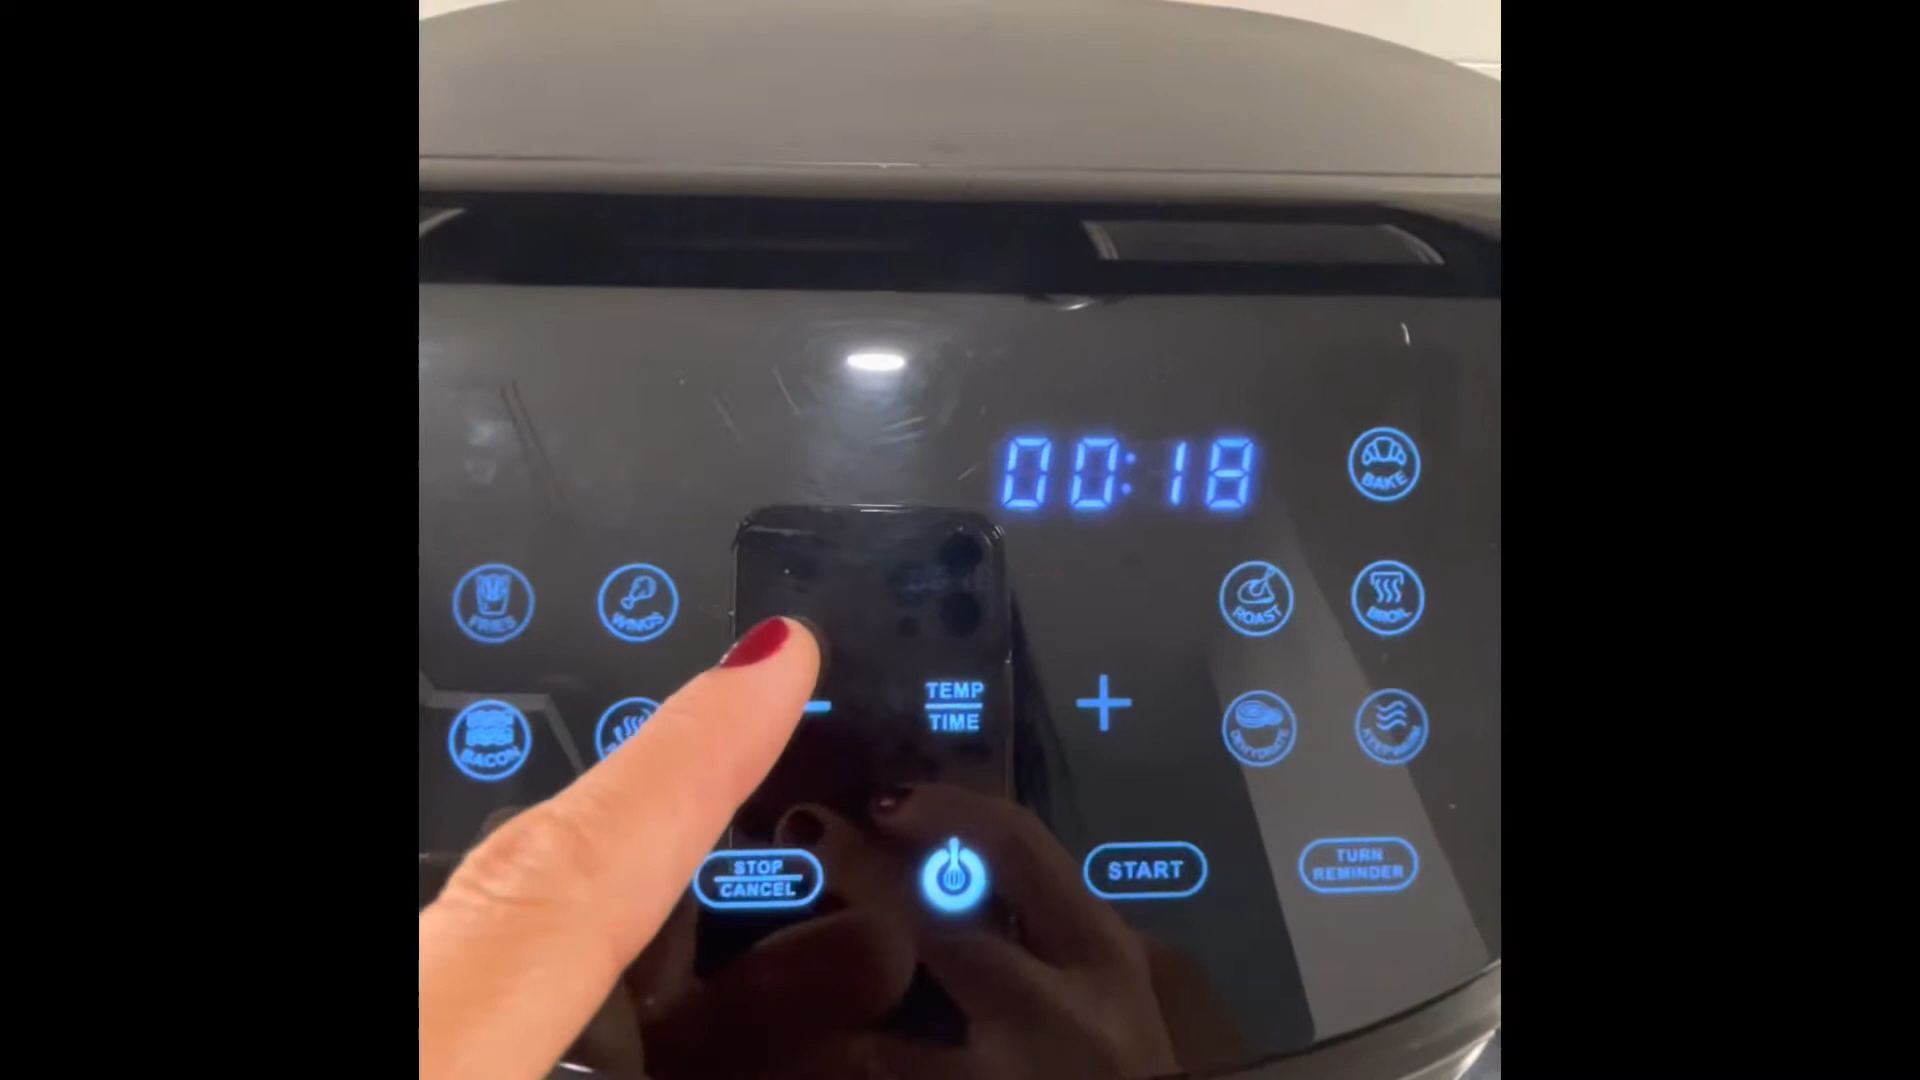 00:18
BAKE
FRIES
WINGS
ROAST
BROIL
TEMP
TIME
BACON
DEHYDRATE
KEEP WARM
STOP
CANCEL
START
TURN
REMINDER